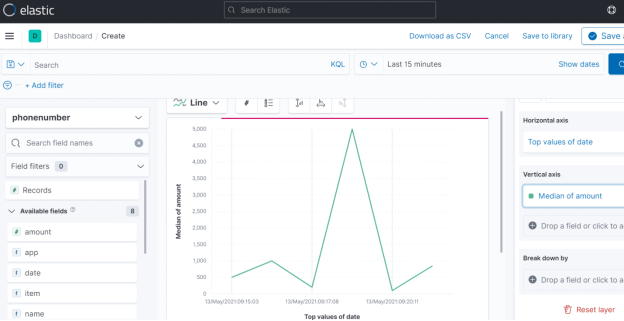 elastic
Search Elastic
D
Dashboard / Create
Download as CSV
Cancel
Save to library
Save
Search
KQL
Last 15 minutes
Show dates
+ Add filter
phonenumber
Search field names
Field filters 0
# Records
Available fields 8
# amount
t app
t date
t item
t name
Line
5,000
4,500
4,000
3,500
3,000
2,500
2,000
1,500
1,000
500
0
Median of amount
13/May/2021:09:15:03
13/May/2021:09:17:08
13/May/2021:09:20:11
Top values of date
Horizontal axis
Top values of date
Vertical axis
Median of amount
Drop a field or click to a
Break down by
Drop a field or click to a
Reset layer